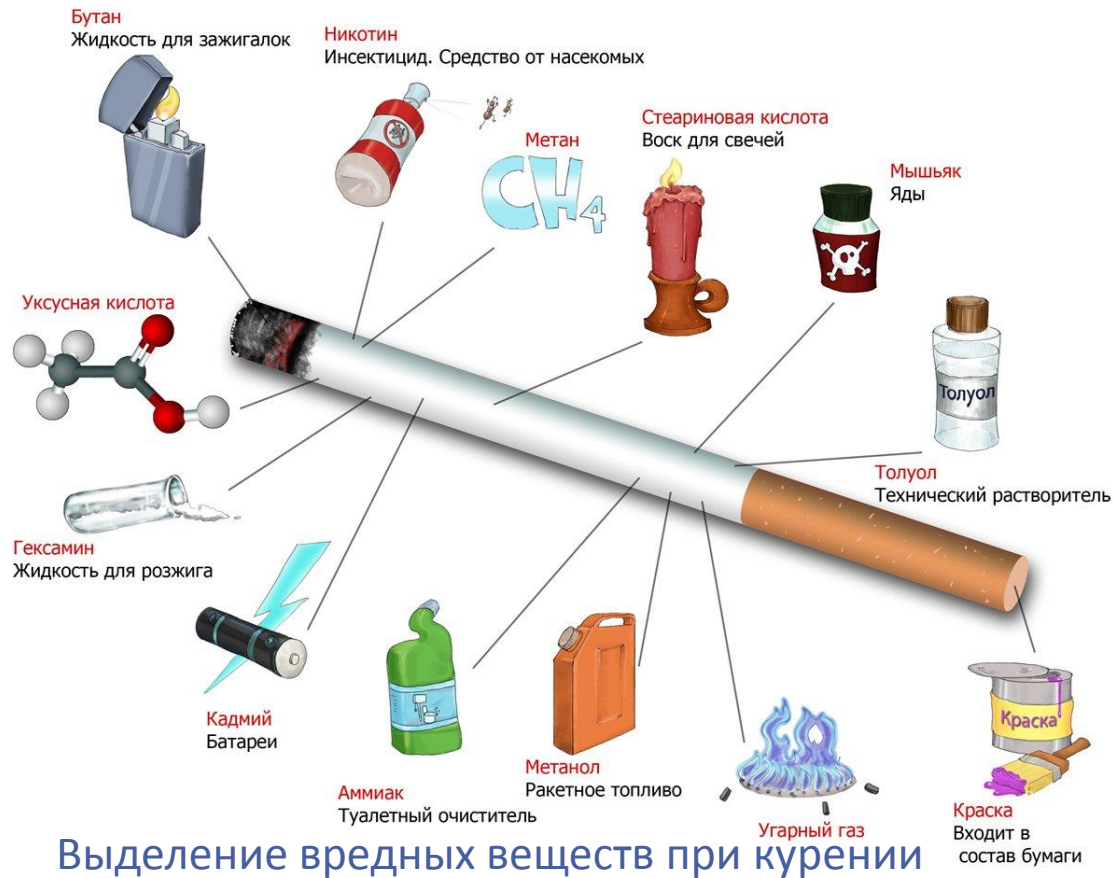 Бутан
Жидкость для зажигалок
Никотин
Инсектицид. Средство от насекомых
Метан
CH4
Стеариновая кислота
Воск для свечей
Мышьяк
Яды
Уксусная кислота
Толуол
Толуол
Технический растворитель
Гексамин
Жидкость для розжига
Кадмий
Батареи
Аммиак
Туалетный очиститель
Метанол
Ракетное топливо
CO
Угарный газ
Краска
Краска
Входит в
состав бумаги
Выделение вредных веществ при курении